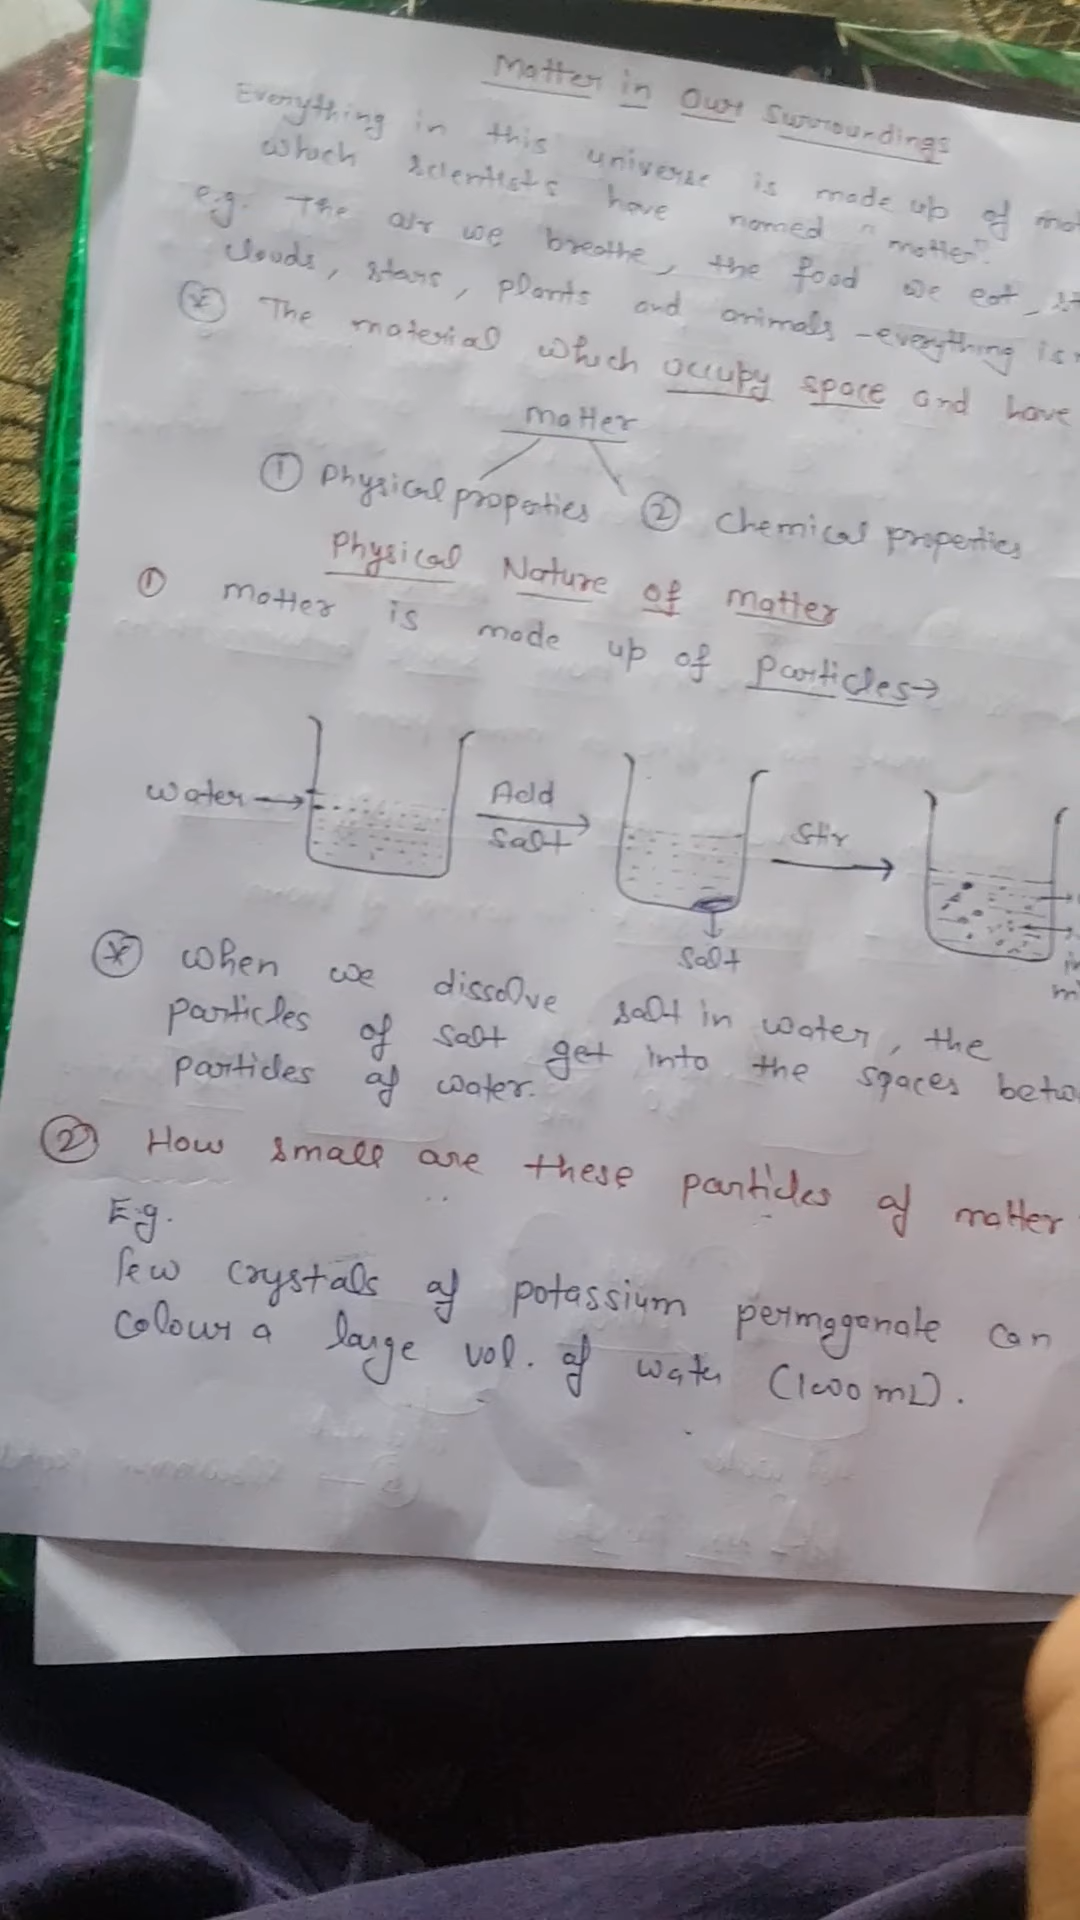 Matter in Our Surroundings
Everything in this universe is made up of
which scientists have named "matter".
e.g. The air we breathe, the food we eat,
clouds, stars, plants and animals - everything is
* The material which occupy space and have
matter
① Physical properties ② chemical properties
Physical Nature of matter
① matter is made up of particles→
water → Add Salt → Stir →
Salt
* when we dissolve salt in water, the
particles of salt get into the spaces
particles of water.
② How small are these particles of matter
E.g.
few crystals of potassium permaganate can
colour a large vol. of water (1000 mL).